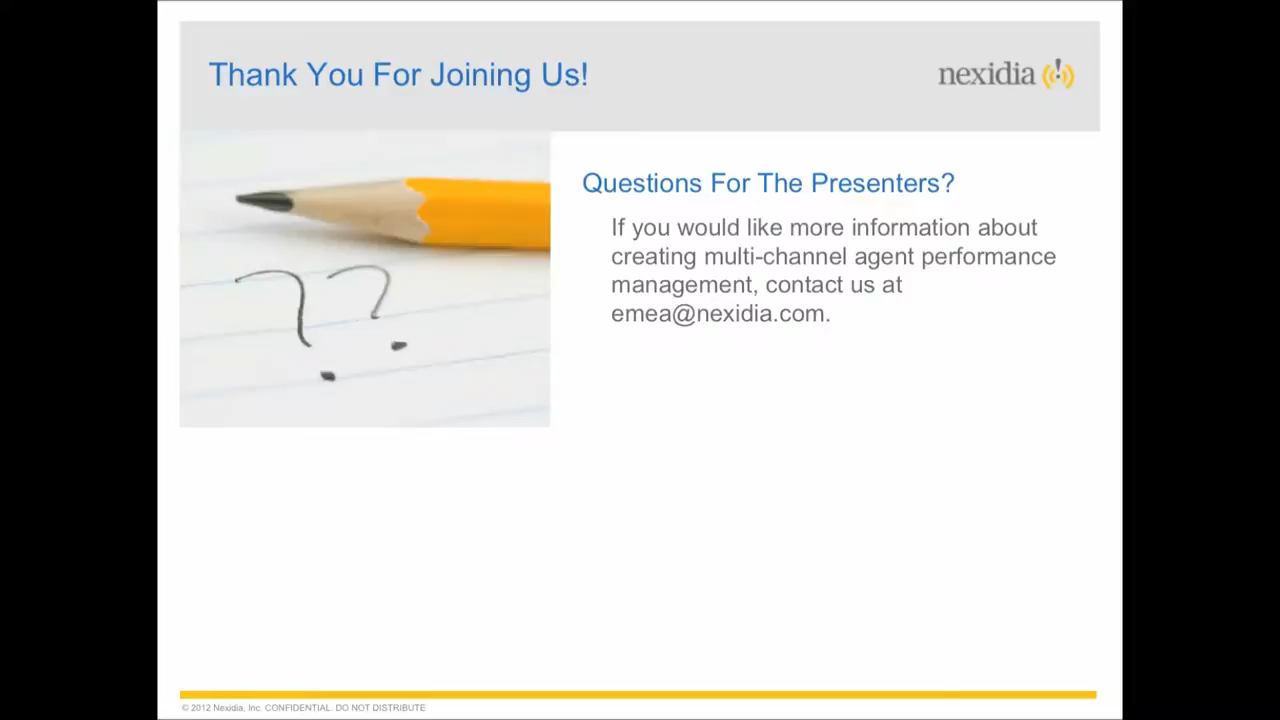 Thank You For Joining Us!
nexidia
Questions For The Presenters?
If you would like more information about
creating multi-channel agent performance
management, contact us at
emea@nexidia.com.
??
© 2012 Nexidia, Inc. CONFIDENTIAL. DO NOT DISTRIBUTE